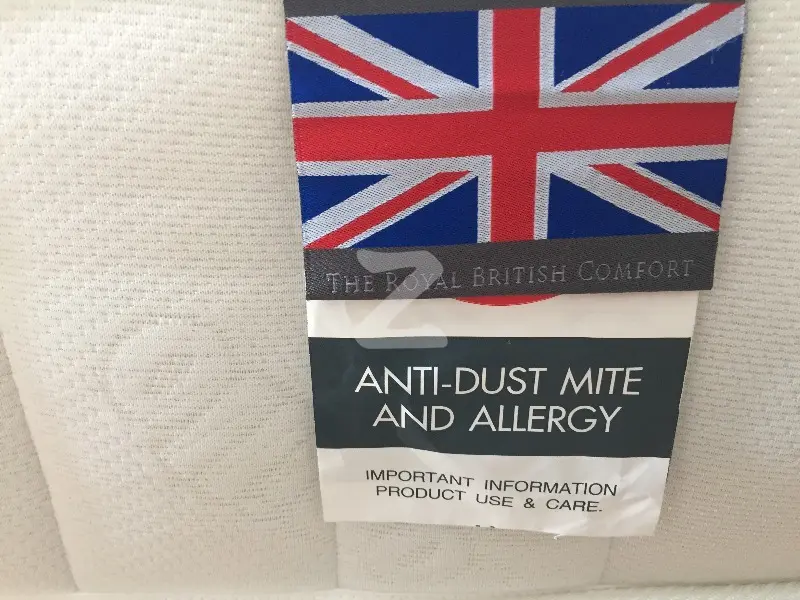 THE ROYAL BRITISH COMFORT
ANTI-DUST MITE
AND ALLERGY
IMPORTANT INFORMATION
PRODUCT USE & CARE.